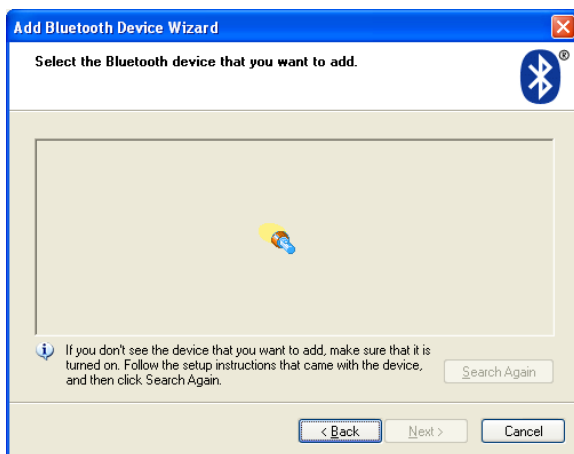 Add Bluetooth Device Wizard
Select the Bluetooth device that you want to add.
®
If you don't see the device that you want to add, make sure that it is
turned on. Follow the setup instructions that came with the device,
and then click Search Again.
Search Again
< Back
Next >
Cancel